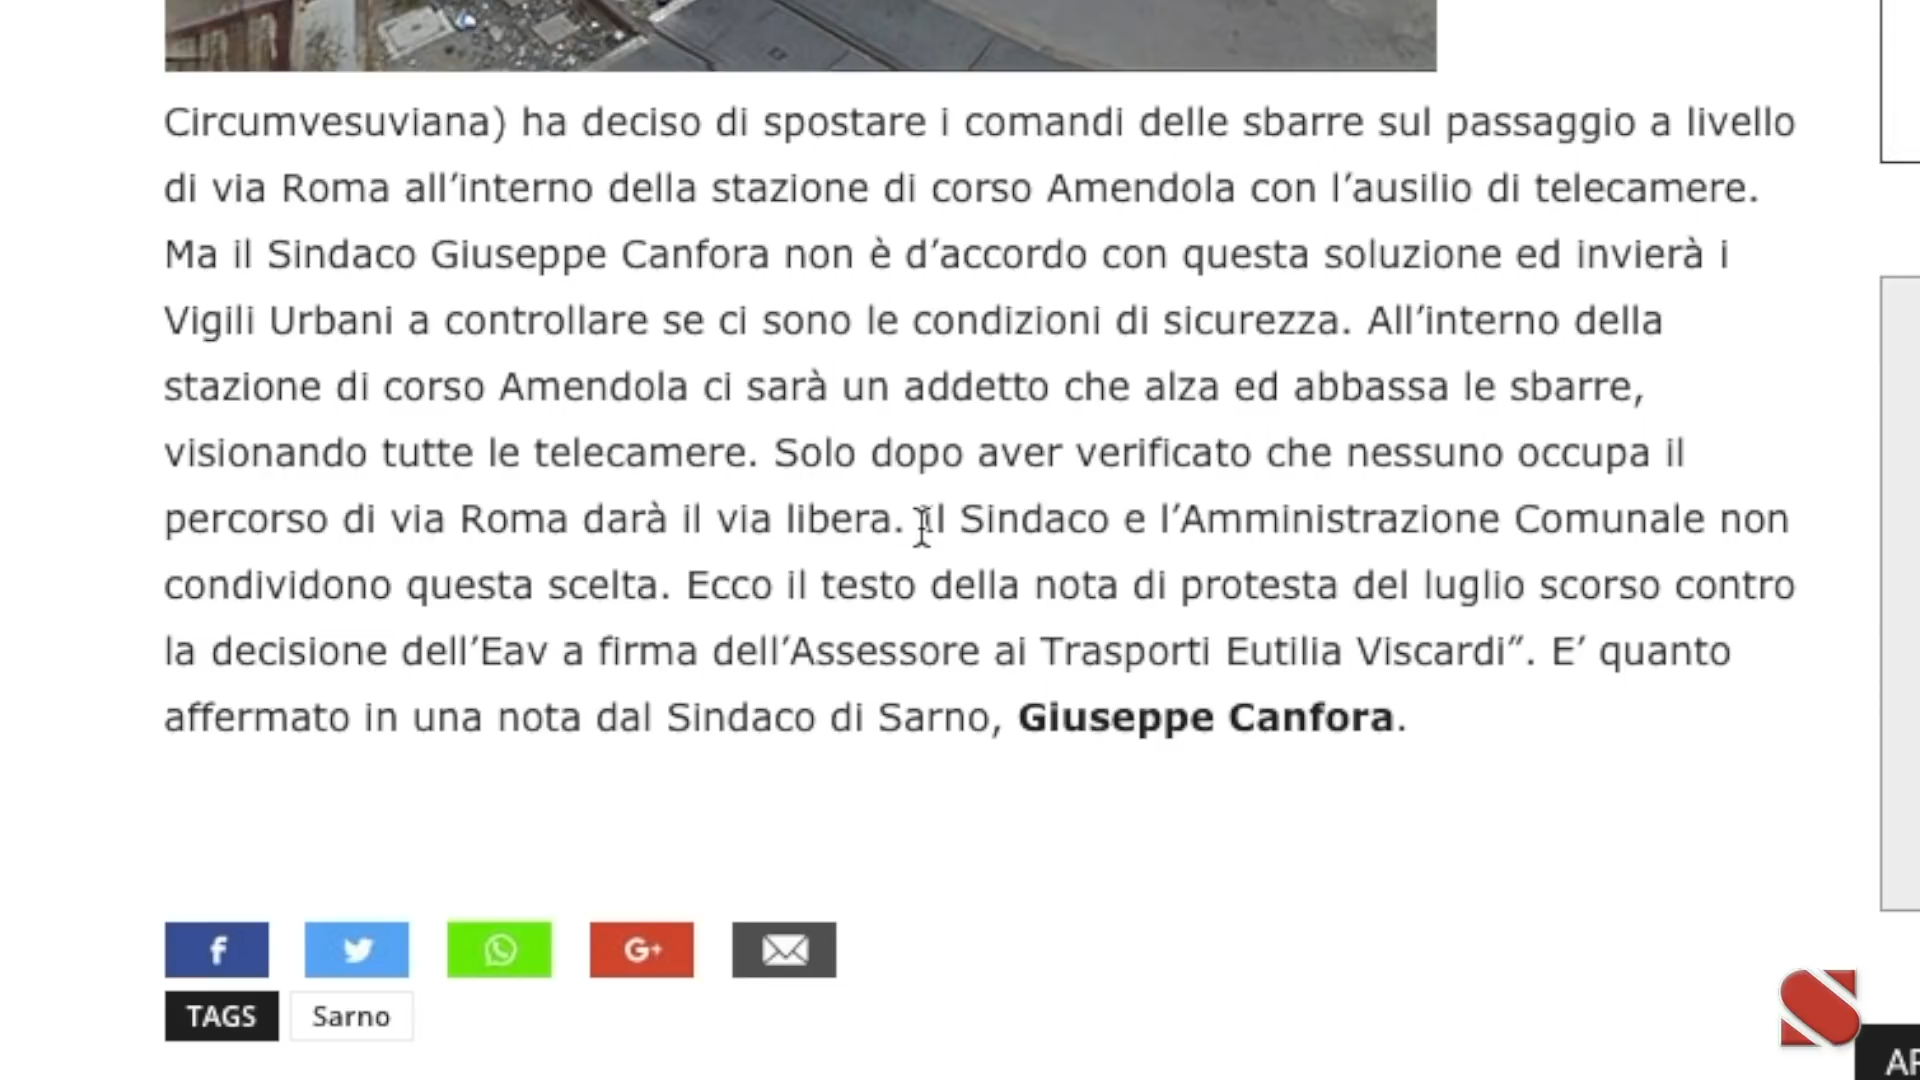 Circumvesuviana) ha deciso di spostare i comandi delle sbarre sul passaggio a livello
di via Roma all’interno della stazione di corso Amendola con l’ausilio di telecamere.
Ma il Sindaco Giuseppe Canfora non è d’accordo con questa soluzione ed invierà i
Vigili Urbani a controllare se ci sono le condizioni di sicurezza. All’interno della
stazione di corso Amendola ci sarà un addetto che alza ed abbassa le sbarre,
visionando tutte le telecamere. Solo dopo aver verificato che nessuno occupa il
percorso di via Roma darà il via libera. Il Sindaco e l’Amministrazione Comunale non
condividono questa scelta. Ecco il testo della nota di protesta del luglio scorso contro
la decisione dell’Eav a firma dell’Assessore ai Trasporti Eutilia Viscardi”. E’ quanto
affermato in una nota dal Sindaco di Sarno, Giuseppe Canfora.
f G+
TAGS Sarno
S